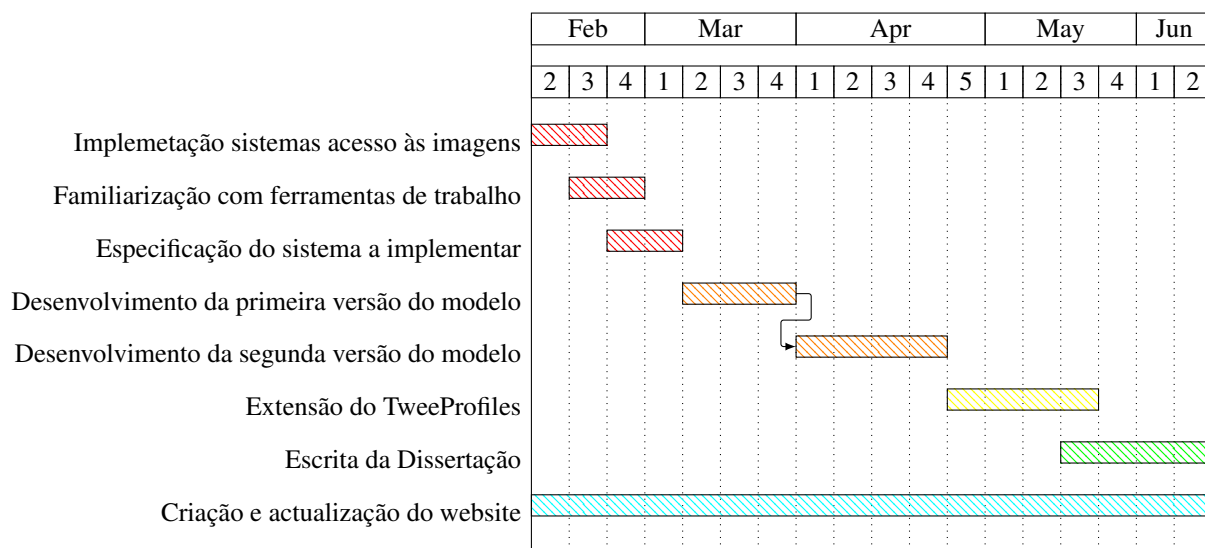 Feb Mar Apr May Jun
2 3 4 1 2 3 4 1 2 3 4 5 1 2 3 4 1 2
Implemetação sistemas acesso às imagens
Familiarização com ferramentas de trabalho
Especificação do sistema a implementar
Desenvolvimento da primeira versão do modelo
Desenvolvimento da segunda versão do modelo
Extensão do TweeProfiles
Escrita da Dissertação
Criação e actualização do website